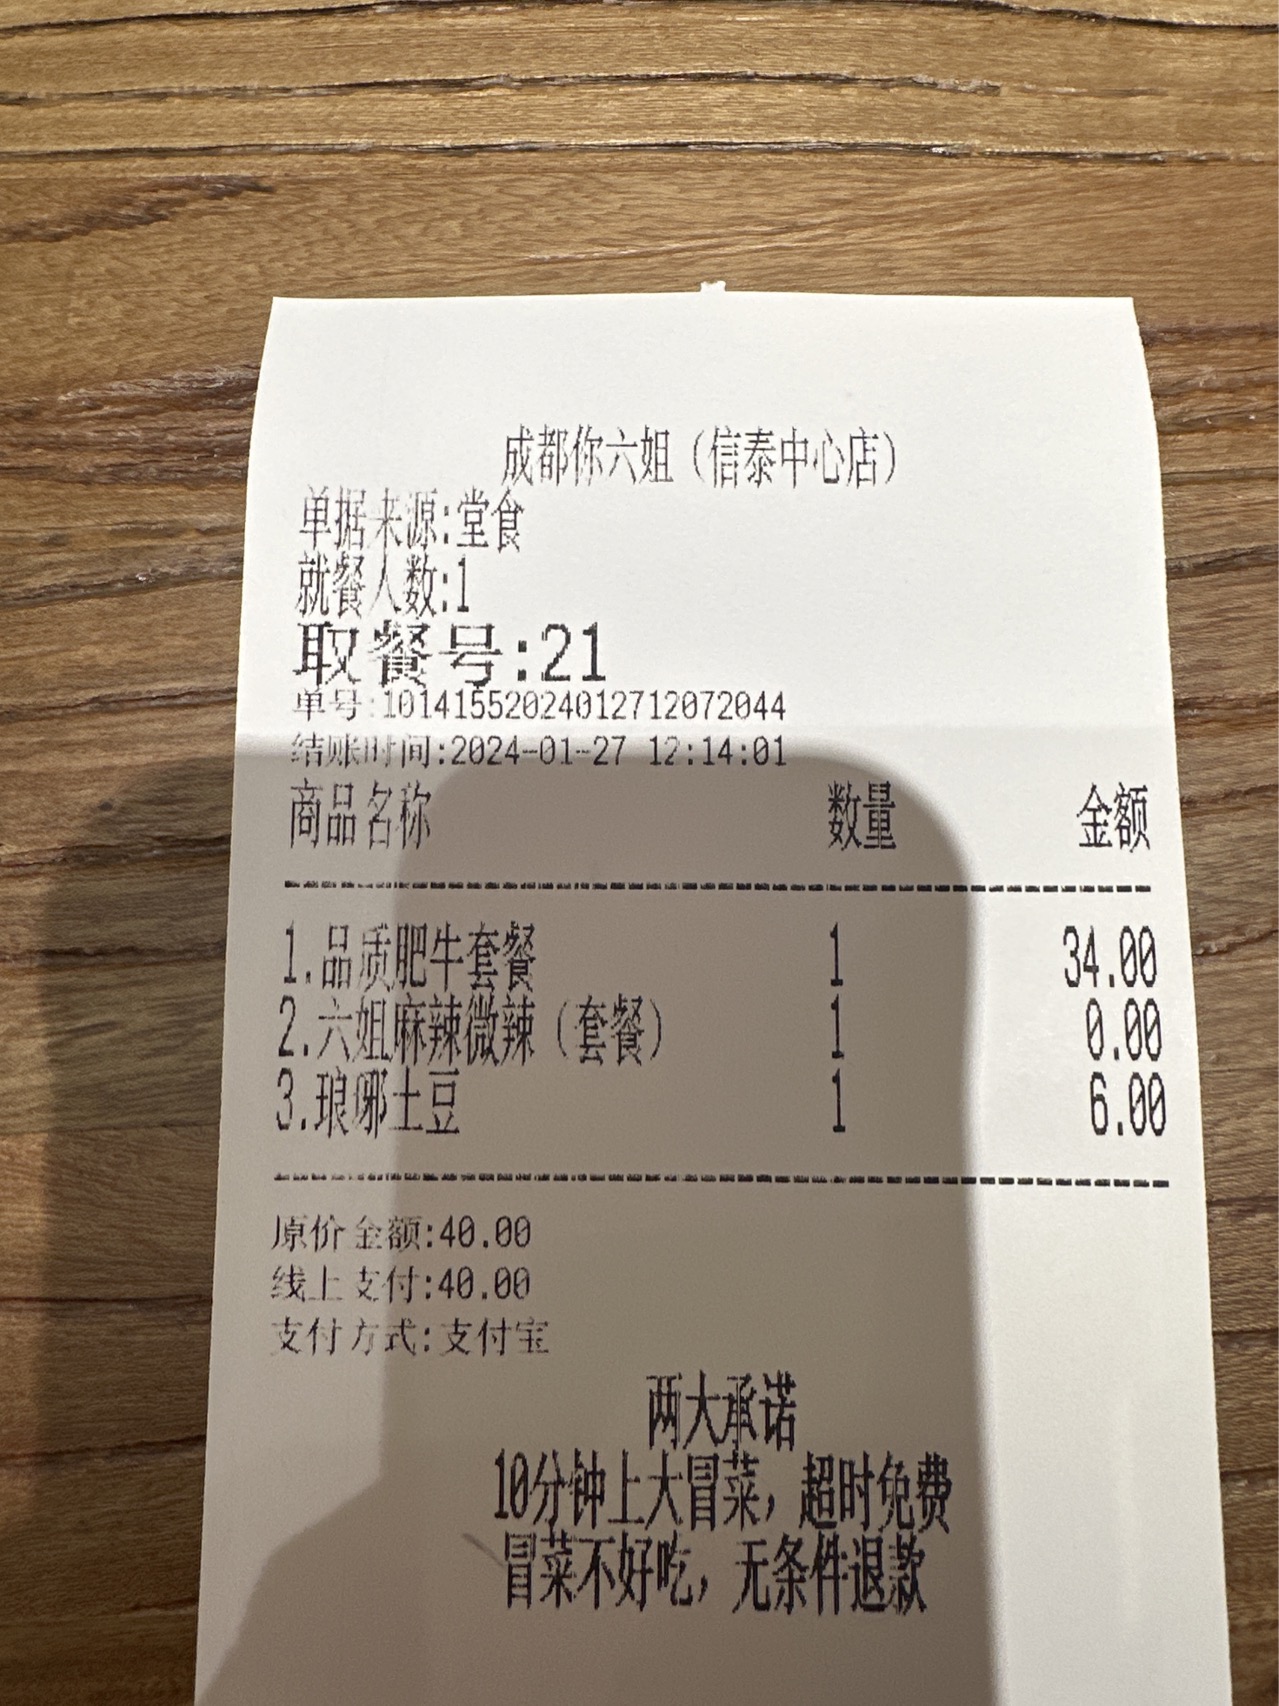 成都你六姐（信泰中心店）
单据来源:堂食
就餐人数:1
取餐号:21
单号:10141552024012712072044
结账时间:2024-01-27 12:14:01
商品名称 数量 金额
1.品质肥牛套餐 1 34.00
2.六姐麻辣微辣（套餐） 1 0.00
3.琅琊土豆 1 6.00
原价金额:40.00
线上支付:40.00
支付方式:支付宝
两大承诺
10分钟上大冒菜，超时免费
冒菜不好吃，无条件退款